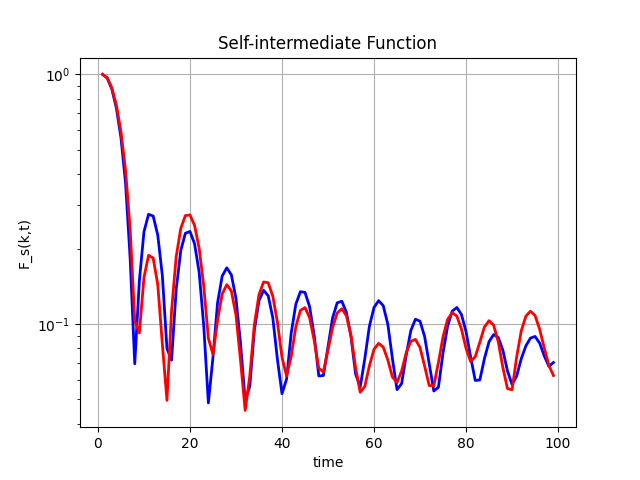 Self-intermediate Function
10^0
10^-1
F_s(k,t)
0 20 40 60 80 100
time